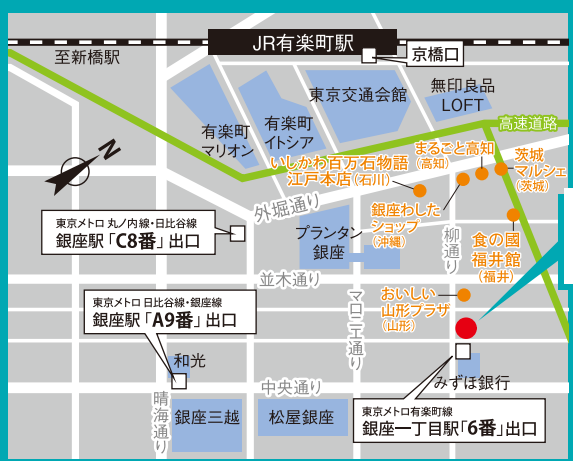 JR有楽町駅
至新橋駅
京橋口
無印良品
LOFT
東京交通会館
有楽町
イトシア
有楽町
マリオン
高速道路
N
まるごと高知
(高知)
茨城
マルシェ
(茨城)
いしかわ百万石物語
江戸本店(石川)
外堀通り
銀座わした
ショップ
(沖縄)
東京メトロ 丸ノ内線・日比谷線
銀座駅「C8番」出口
プランタン
銀座
柳通り
食の國
福井館
(福井)
並木通り
おいしい
山形プラザ
(山形)
マロニエ通り
東京メトロ 日比谷線・銀座線
銀座駅「A9番」出口
和光
中央通り
みずほ銀行
晴海通り
銀座三越
松屋銀座
東京メトロ有楽町線
銀座一丁目駅「6番」出口